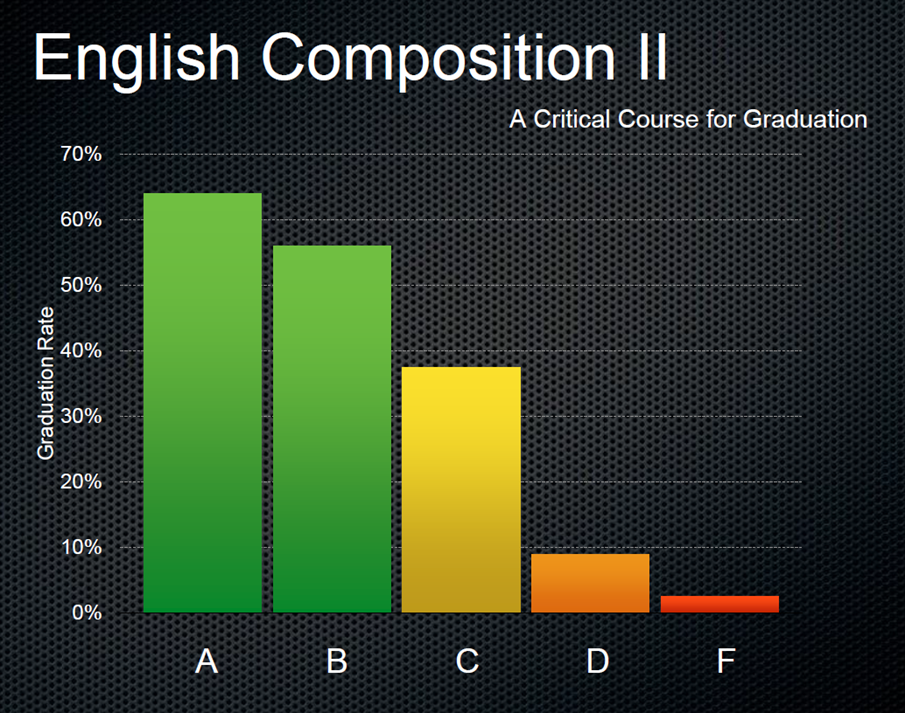 English Composition II
A Critical Course for Graduation
70%
60%
50%
40%
30%
20%
10%
0%
Graduation Rate
A B C D F